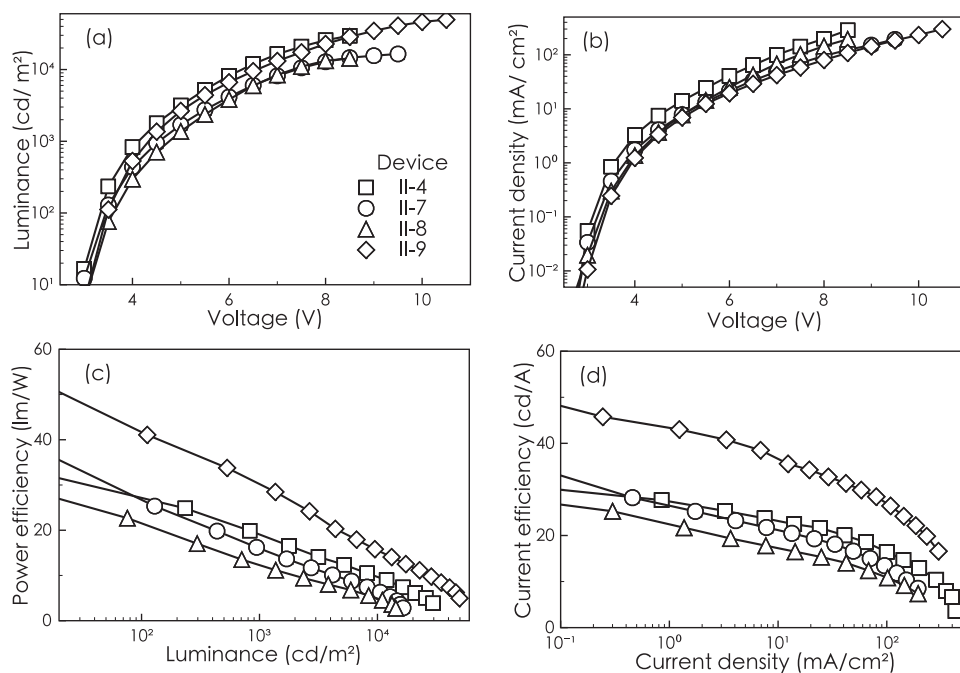 (a)
Luminance (cd/ m²)
10⁴
10³
10²
10¹
4 6 8 10
Voltage (V)
Device
II-4
II-7
II-8
II-9
(b)
Current density (mA/ cm²)
10²
10¹
10⁰
10⁻¹
10⁻²
4 6 8 10
Voltage (V)
(c)
Power efficiency (lm/W)
60
40
20
0
10² 10³ 10⁴
Luminance (cd/m²)
(d)
Current efficiency (cd/A)
60
40
20
0
10⁻¹ 10⁰ 10¹ 10²
Current density (mA/cm²)